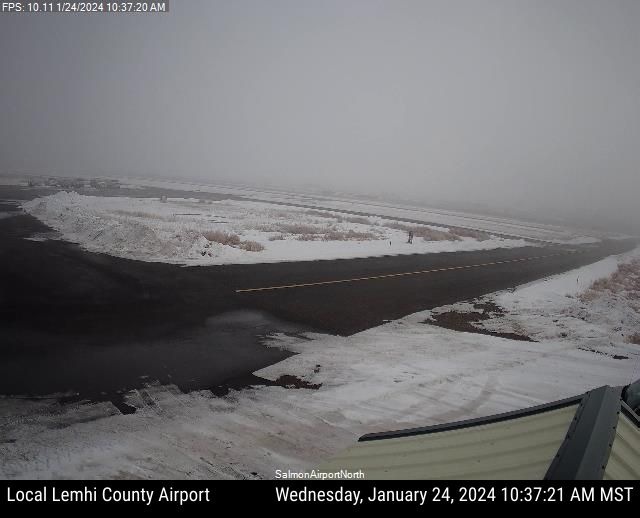 FPS: 10.11 1/24/2024 10:37:20 AM
SalmonAirportNorth
Local Lemhi County Airport Wednesday, January 24, 2024 10:37:21 AM MST